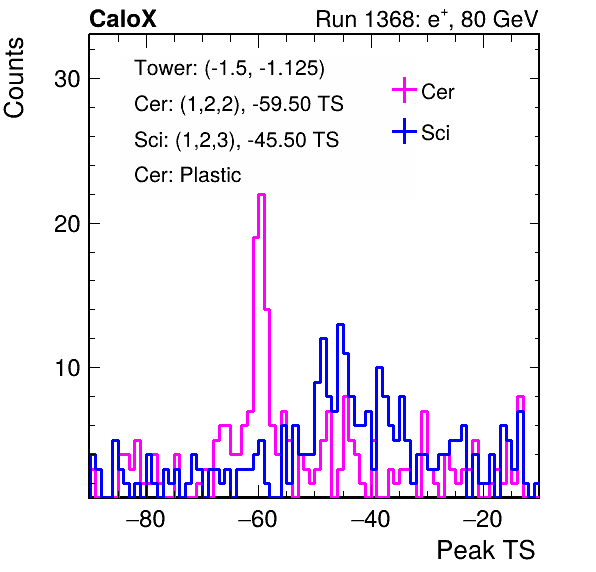 CaloX Run 1368: e⁺, 80 GeV
Counts
Tower: (-1.5, -1.125)
Cer: (1,2,2), -59.50 TS
Sci: (1,2,3), -45.50 TS
Cer: Plastic
Cer
Sci
30
20
10
−80 −60 −40 −20
Peak TS